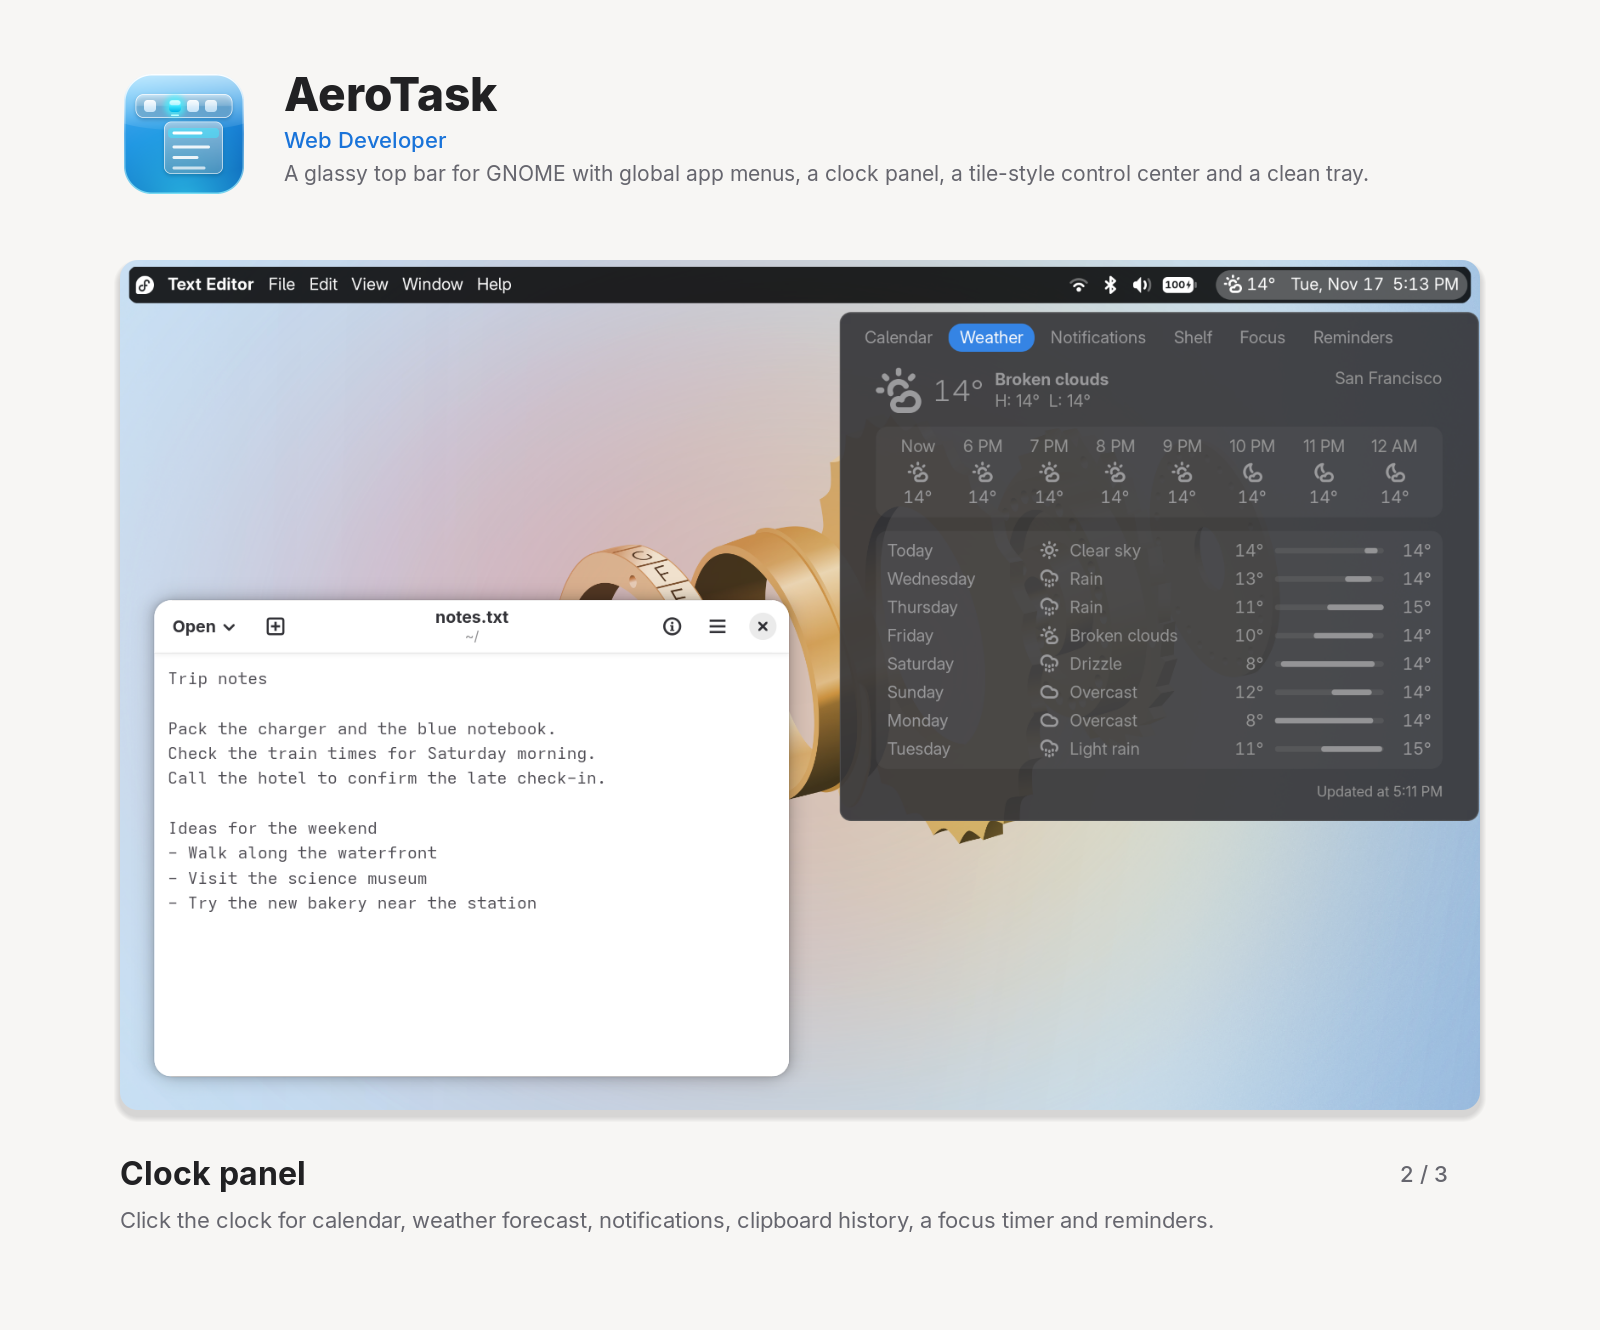 AeroTask
Web Developer
A glassy top bar for GNOME with global app menus, a clock panel, a tile-style control center and a clean tray.
Text Editor File Edit View Window Help 100 14° Tue, Nov 17 5:13 PM
Calendar Weather Notifications Shelf Focus Reminders
14° Broken clouds San Francisco
H: 14° L: 14°
Now 6 PM 7 PM 8 PM 9 PM 10 PM 11 PM 12 AM
14° 14° 14° 14° 14° 14° 14° 14°
Today Clear sky 14° 14°
Wednesday Rain 13° 14°
Thursday Rain 11° 15°
Friday Broken clouds 10° 14°
Saturday Drizzle 8° 14°
Sunday Overcast 12° 14°
Monday Overcast 8° 14°
Tuesday Light rain 11° 15°
Updated at 5:11 PM
G F
Open notes.txt
~/
Trip notes
Pack the charger and the blue notebook.
Check the train times for Saturday morning.
Call the hotel to confirm the late check-in.
Ideas for the weekend
- Walk along the waterfront
- Visit the science museum
- Try the new bakery near the station
Clock panel 2 / 3
Click the clock for calendar, weather forecast, notifications, clipboard history, a focus timer and reminders.